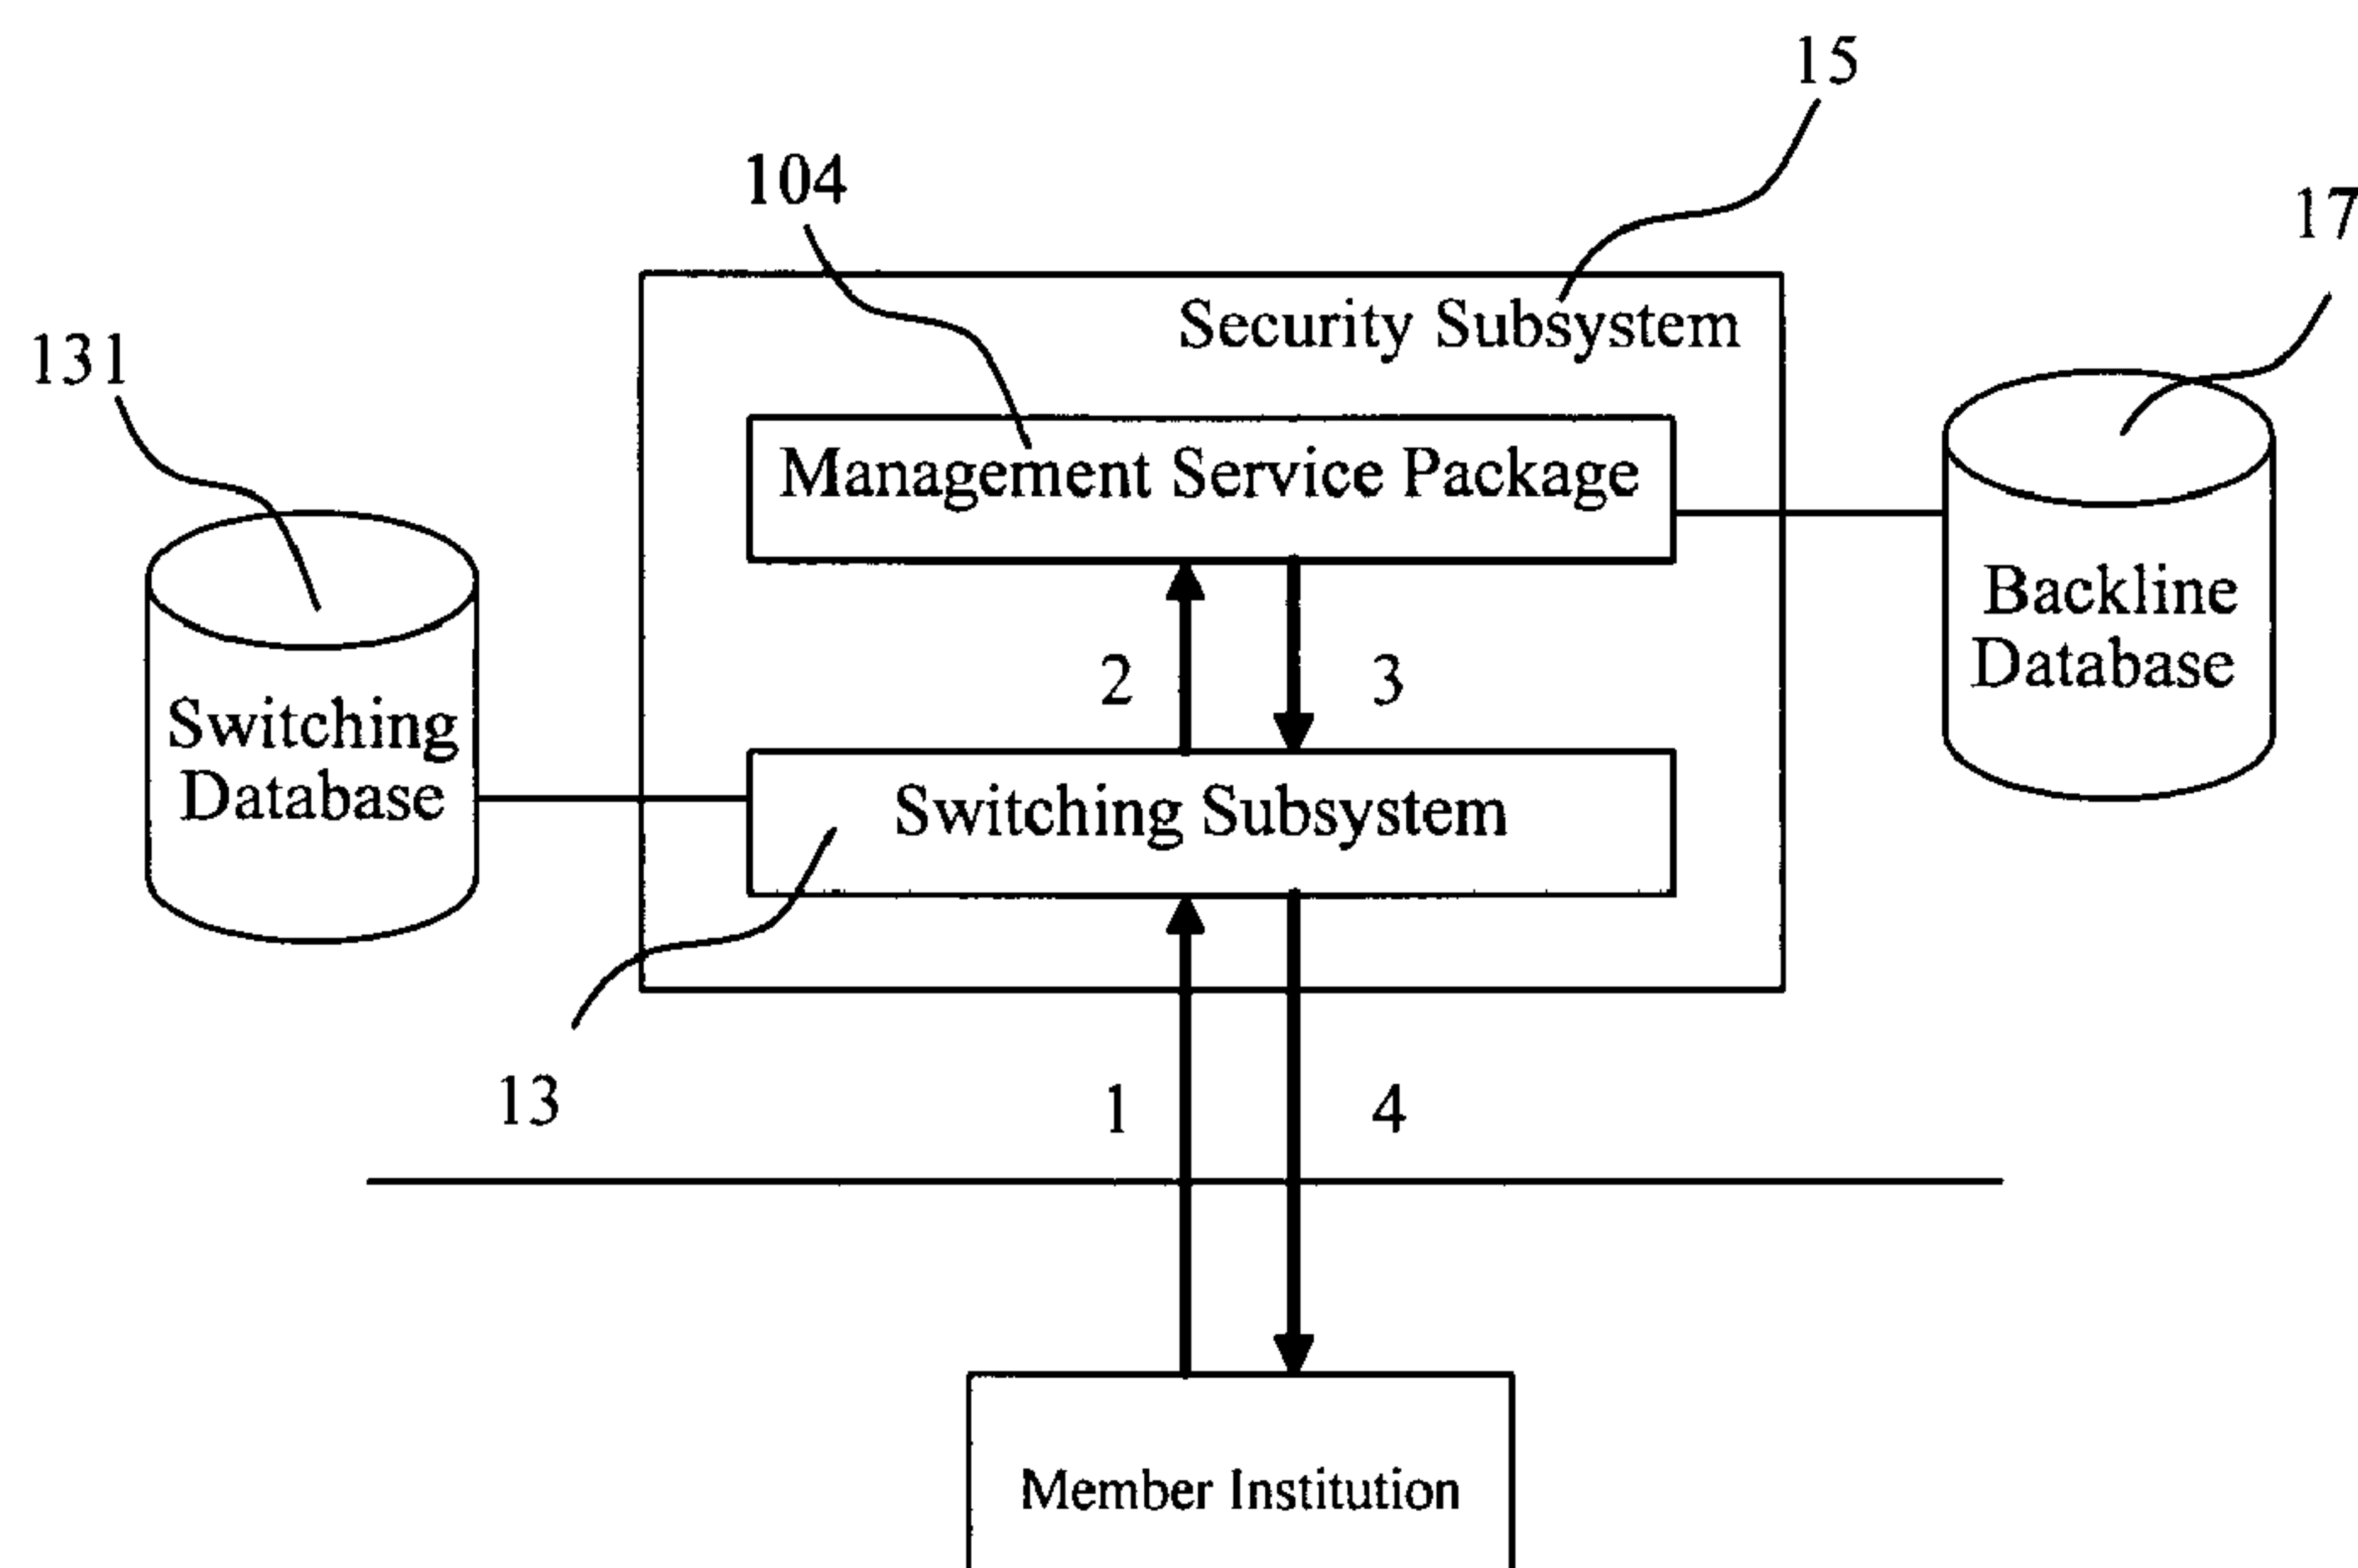 15
104
17
131
Security Subsystem
Management Service Package
Backline
Database
2
3
Switching
Database
Switching Subsystem
13
1
4
Member Institution